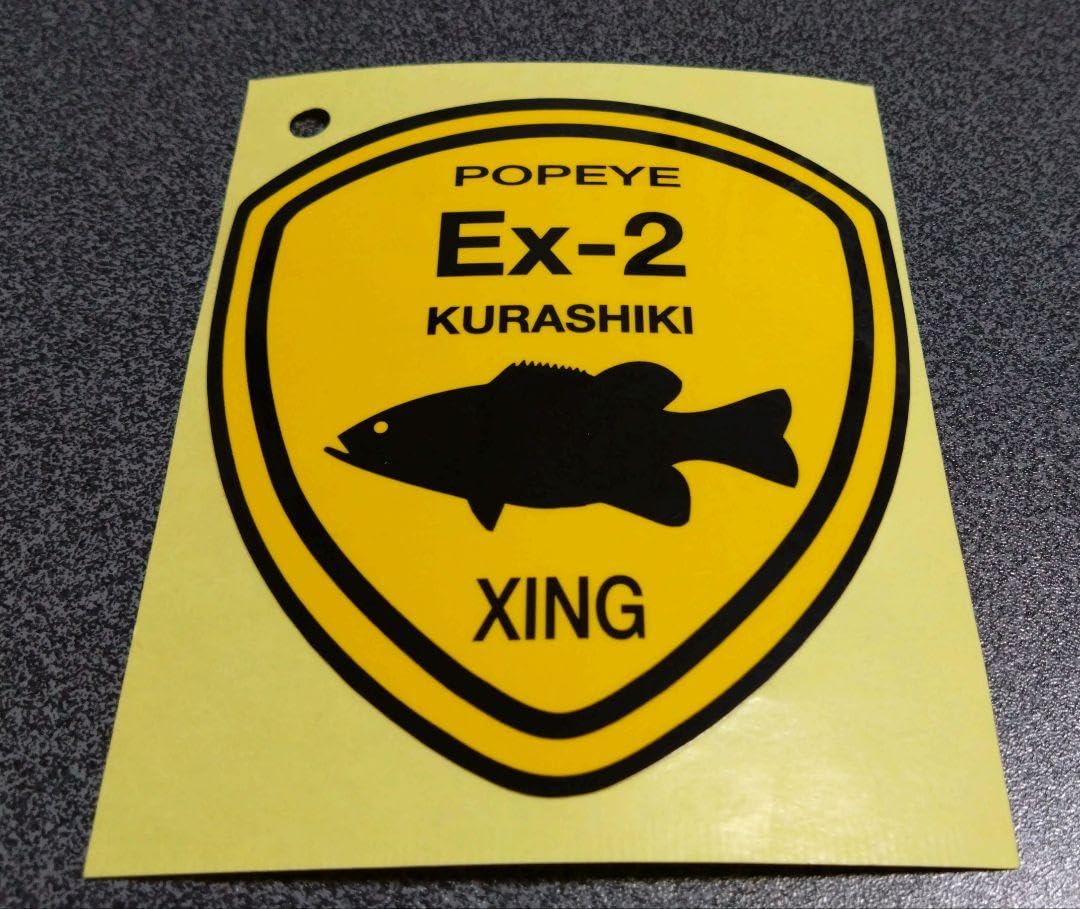 POPEYE
Ex-2
KURASHIKI
XING